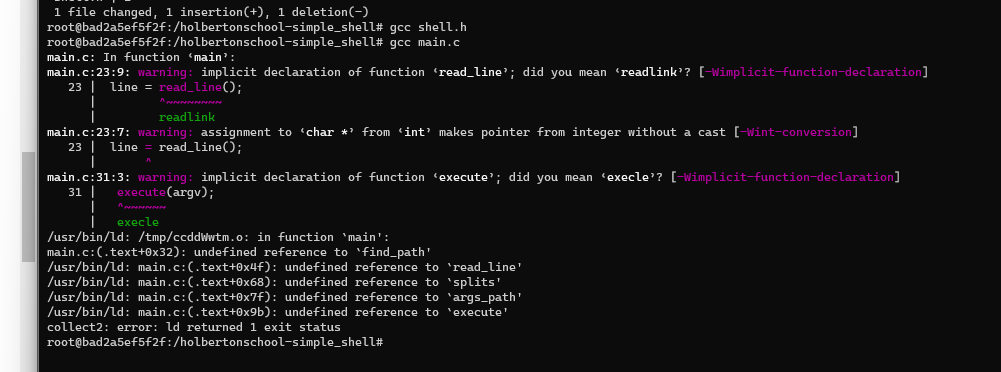 1 file changed, 1 insertion(+), 1 deletion(-)
root@bad2a5ef5f2f:/holbertonschool-simple_shell# gcc shell.h
root@bad2a5ef5f2f:/holbertonschool-simple_shell# gcc main.c
main.c: In function ‘main’:
main.c:23:9: warning: implicit declaration of function ‘read_line’; did you mean ‘readlink’? [-Wimplicit-function-declaration]
23 | line = read_line();
| ^~~~~~~~~
| readlink
main.c:23:7: warning: assignment to ‘char *’ from ‘int’ makes pointer from integer without a cast [-Wint-conversion]
23 | line = read_line();
| ^
main.c:31:3: warning: implicit declaration of function ‘execute’; did you mean ‘execle’? [-Wimplicit-function-declaration]
31 | execute(argv);
| ^~~~~~~
| execle
/usr/bin/ld: /tmp/ccddWwtm.o: in function `main':
main.c:(.text+0x32): undefined reference to `find_path'
/usr/bin/ld: main.c:(.text+0x4f): undefined reference to `read_line'
/usr/bin/ld: main.c:(.text+0x68): undefined reference to `splits'
/usr/bin/ld: main.c:(.text+0x7f): undefined reference to `args_path'
/usr/bin/ld: main.c:(.text+0x9b): undefined reference to `execute'
collect2: error: ld returned 1 exit status
root@bad2a5ef5f2f:/holbertonschool-simple_shell#